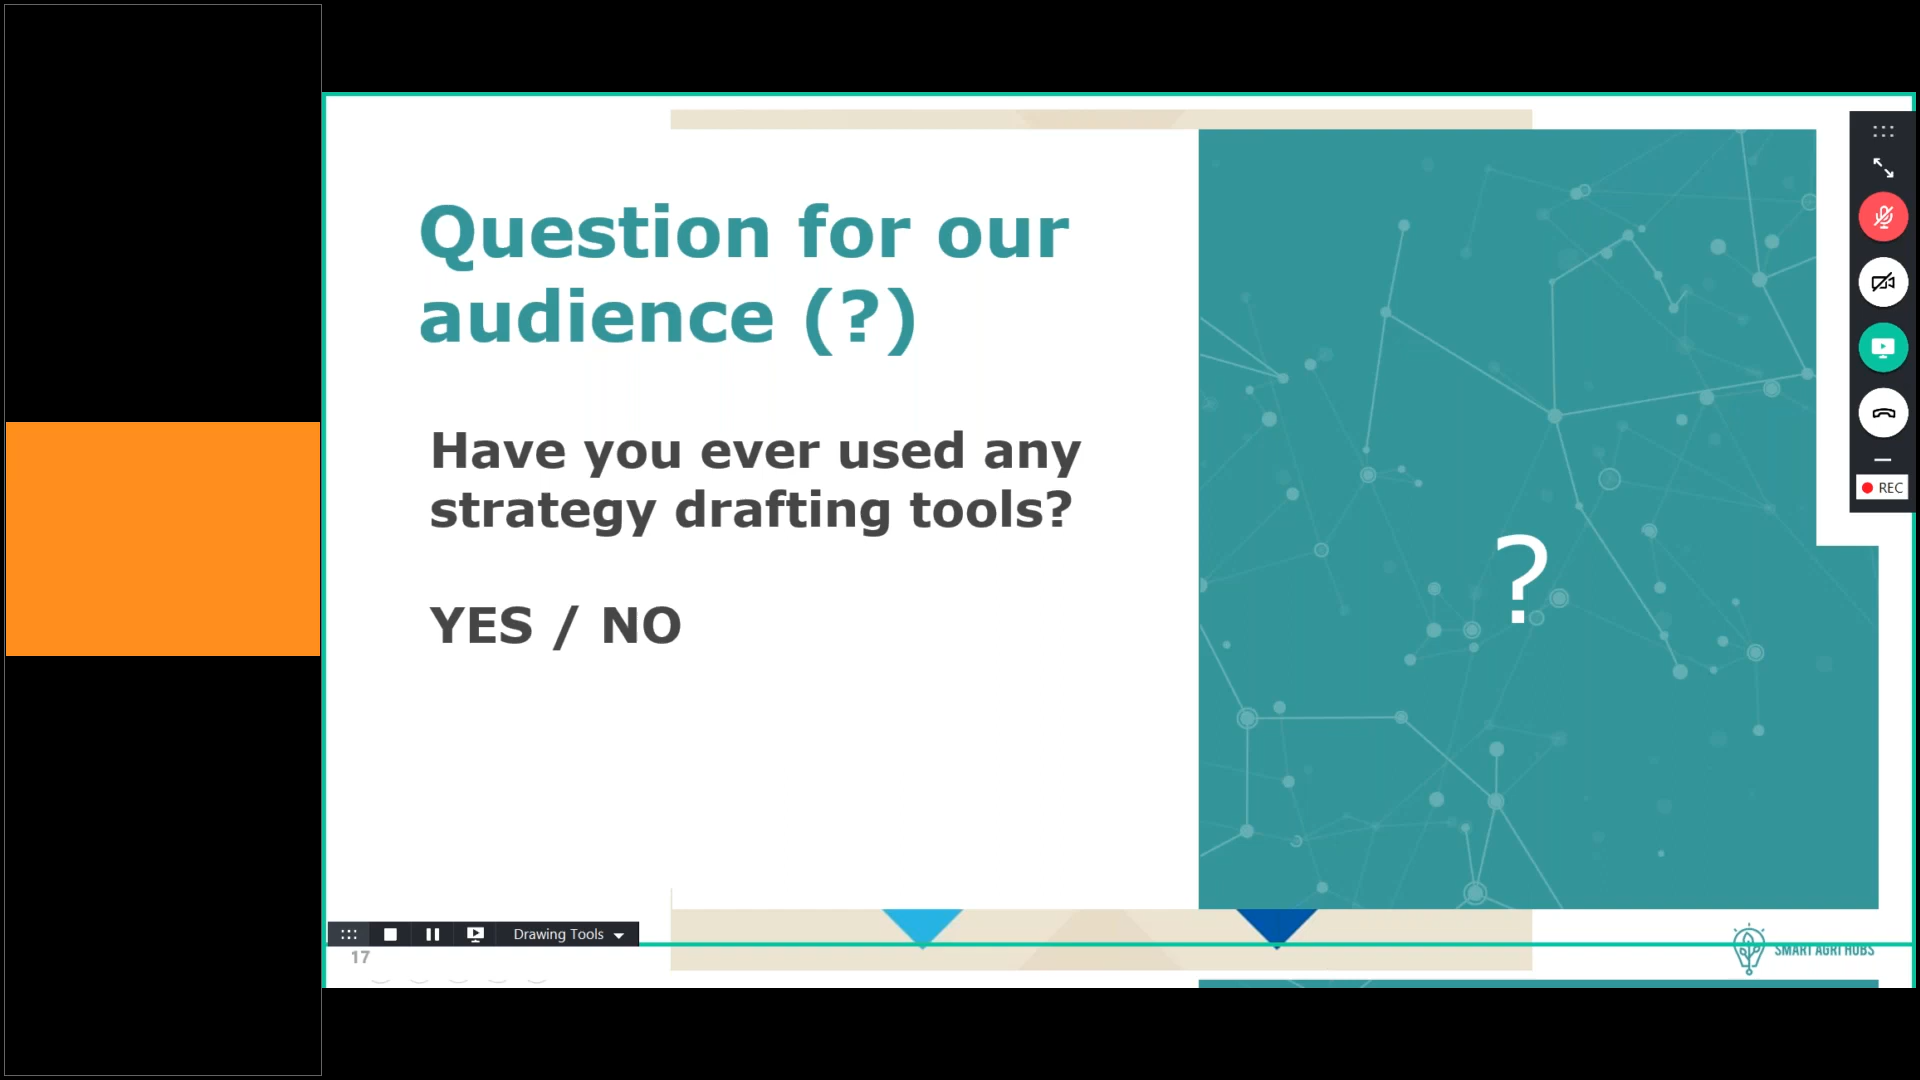 Question for our
audience (?)
Have you ever used any
strategy drafting tools?
YES / NO
?
REC
Drawing Tools
17
SMART AGRI HUBS